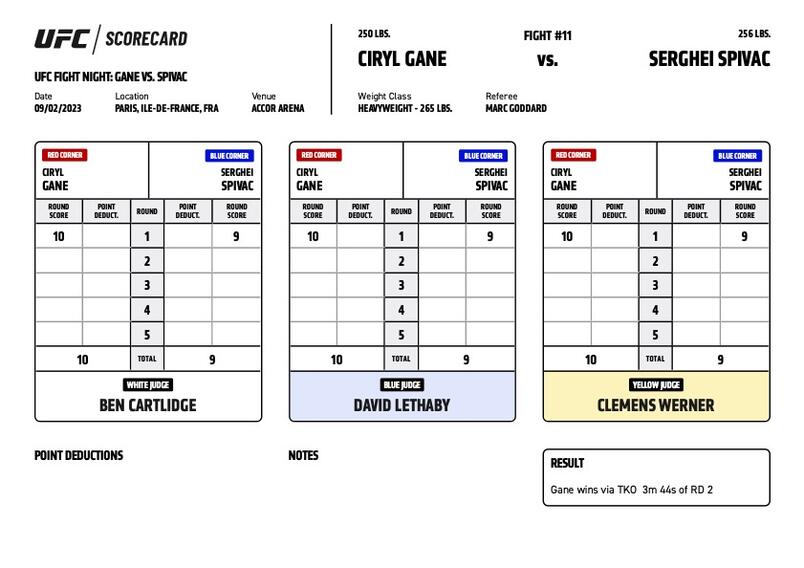 UFC / SCORECARD
UFC FIGHT NIGHT: GANE VS. SPIVAC
Date Location Venue
09/02/2023 PARIS, ILE-DE-FRANCE, FRA ACCOR ARENA
250 LBS. FIGHT #11 256 LBS.
CIRYL GANE vs. SERGHEI SPIVAC
Weight Class Referee
HEAVYWEIGHT - 265 LBS. MARC GODDARD
RED CORNER BLUE CORNER
CIRYL SERGHEI
GANE SPIVAC
ROUND POINT ROUND POINT ROUND
SCORE DEDUCT. DEDUCT. SCORE
10 1 9
2
3
4
5
10 TOTAL 9
WHITE JUDGE
BEN CARTLIDGE
RED CORNER BLUE CORNER
CIRYL SERGHEI
GANE SPIVAC
ROUND POINT ROUND POINT ROUND
SCORE DEDUCT. DEDUCT. SCORE
10 1 9
2
3
4
5
10 TOTAL 9
BLUE JUDGE
DAVID LETHABY
RED CORNER BLUE CORNER
CIRYL SERGHEI
GANE SPIVAC
ROUND POINT ROUND POINT ROUND
SCORE DEDUCT. DEDUCT. SCORE
10 1 9
2
3
4
5
10 TOTAL 9
YELLOW JUDGE
CLEMENS WERNER
POINT DEDUCTIONS
NOTES
RESULT
Gane wins via TKO 3m 44s of RD 2